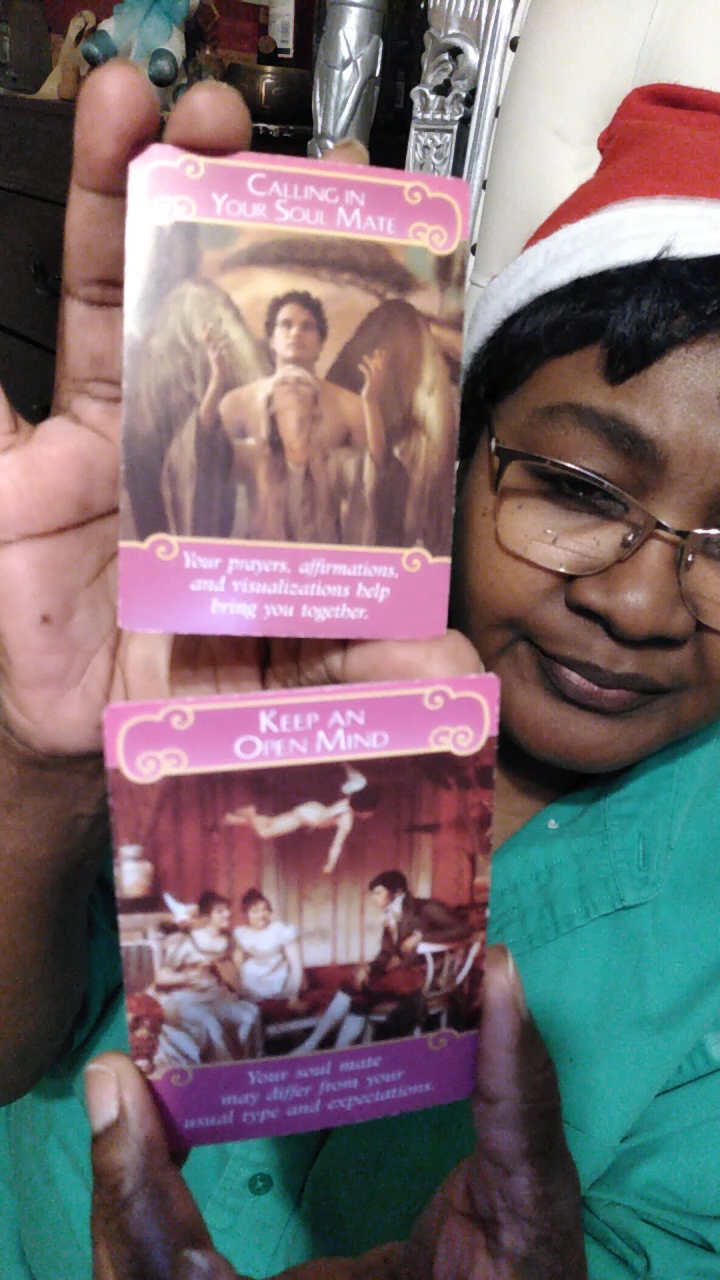 CALLING IN
YOUR SOUL MATE
Your prayers, affirmations,
and visualizations help
bring you together.
KEEP AN
OPEN MIND
Your soul mate
may differ from your
usual type and expectations.